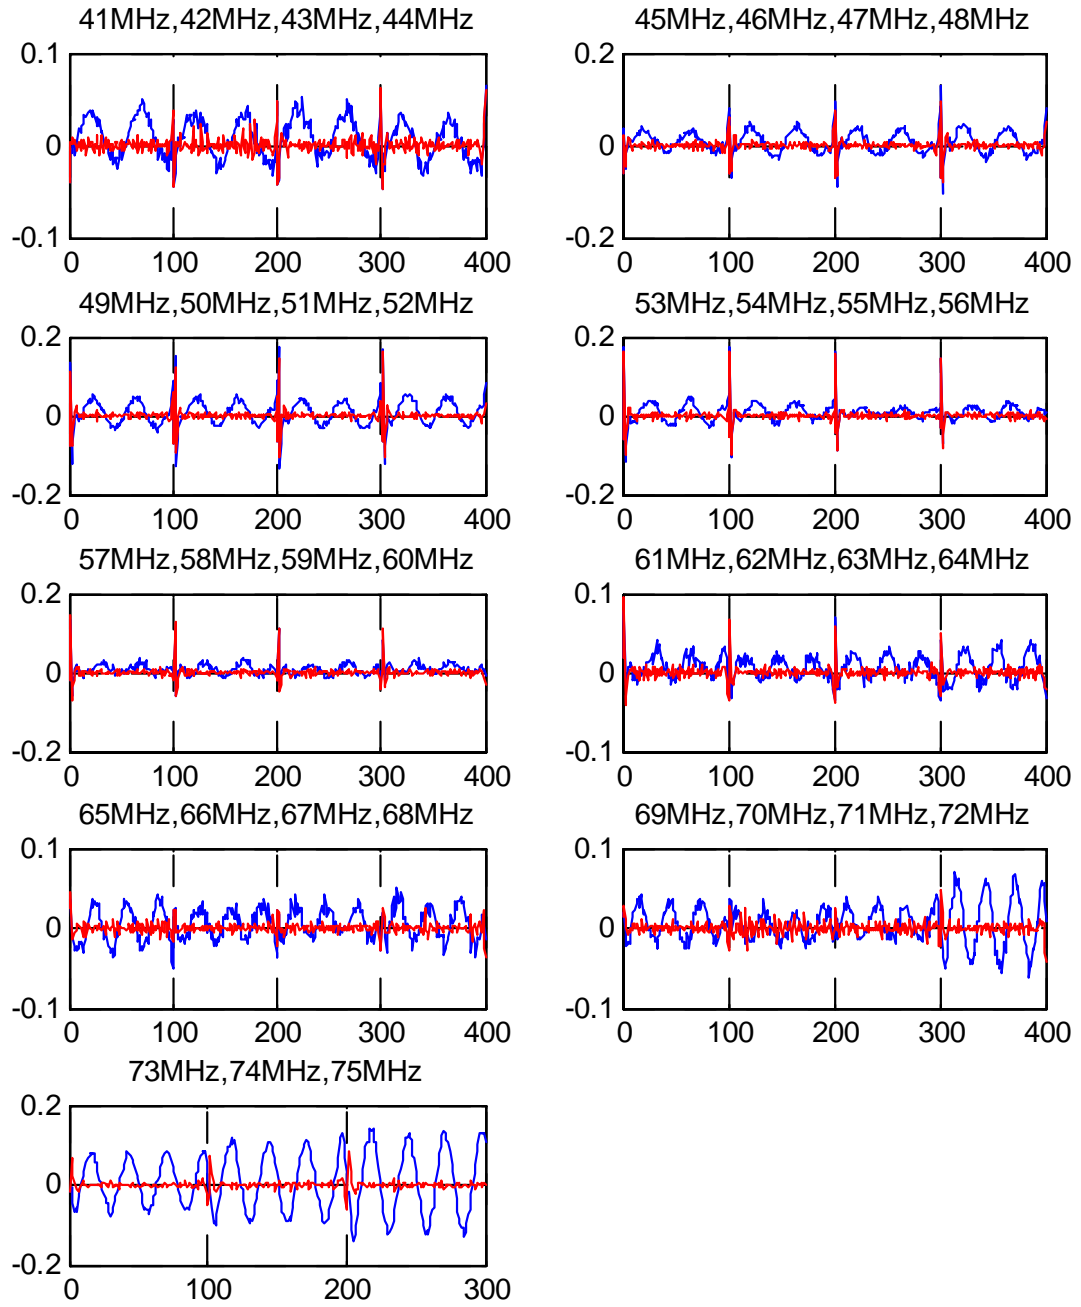 41MHz,42MHz,43MHz,44MHz
0.1
0
-0.1
0 100 200 300 400
45MHz,46MHz,47MHz,48MHz
0.2
0
-0.2
0 100 200 300 400
49MHz,50MHz,51MHz,52MHz
0.2
0
-0.2
0 100 200 300 400
53MHz,54MHz,55MHz,56MHz
0.2
0
-0.2
0 100 200 300 400
57MHz,58MHz,59MHz,60MHz
0.2
0
-0.2
0 100 200 300 400
61MHz,62MHz,63MHz,64MHz
0.1
0
-0.1
0 100 200 300 400
65MHz,66MHz,67MHz,68MHz
0.1
0
-0.1
0 100 200 300 400
69MHz,70MHz,71MHz,72MHz
0.1
0
-0.1
0 100 200 300 400
73MHz,74MHz,75MHz
0.2
0
-0.2
0 100 200 300